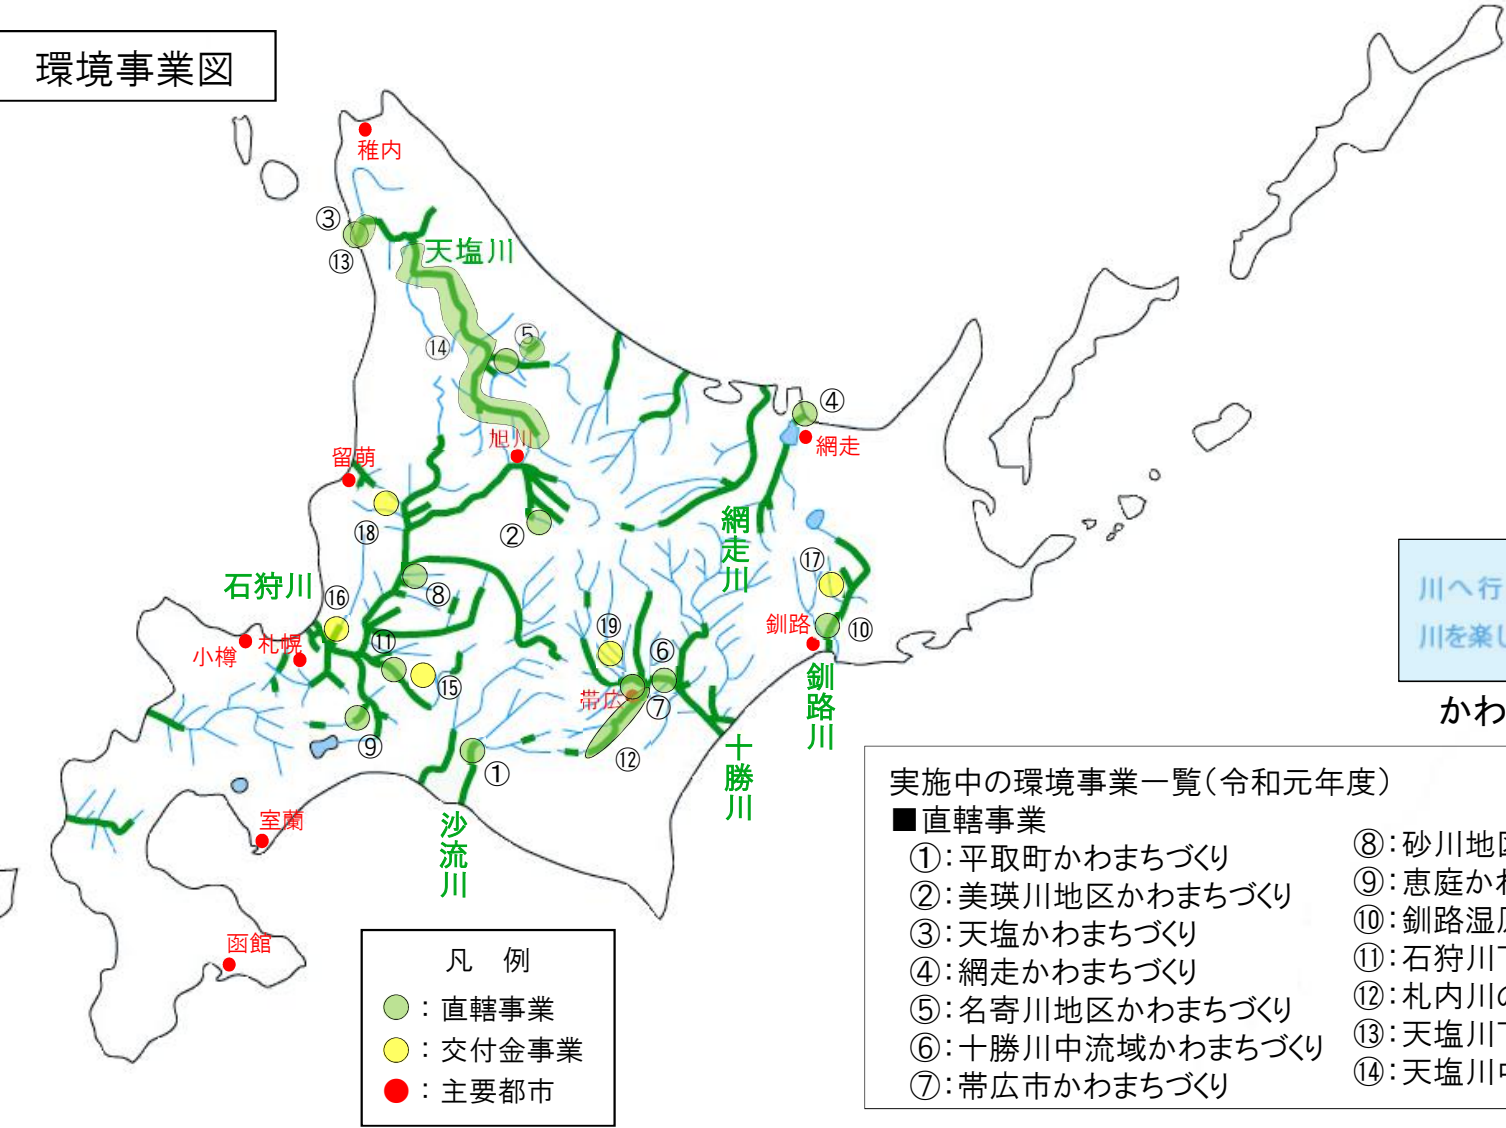 環境事業図
稚内
③
⑬
天塩川
⑤
⑭
④
網走
旭川
留萌
⑱
②
網走川
⑰
石狩川
⑯
⑧
釧路
⑩
⑲
⑥
小樽
札幌
⑪
⑮
帯広
⑦
釧路川
⑨
⑫
①
十勝川
沙流川
室蘭
函館
川へ行
川を楽し
かわ
凡 例
：直轄事業
：交付金事業
：主要都市
実施中の環境事業一覧（令和元年度）
■直轄事業
①：平取町かわまちづくり
②：美瑛川地区かわまちづくり
③：天塩かわまちづくり
④：網走かわまちづくり
⑤：名寄川地区かわまちづくり
⑥：十勝川中流域かわまちづくり
⑦：帯広市かわまちづくり
⑧：砂川地
⑨：恵庭か
⑩：釧路湿
⑪：石狩川
⑫：札内川
⑬：天塩川
⑭：天塩川